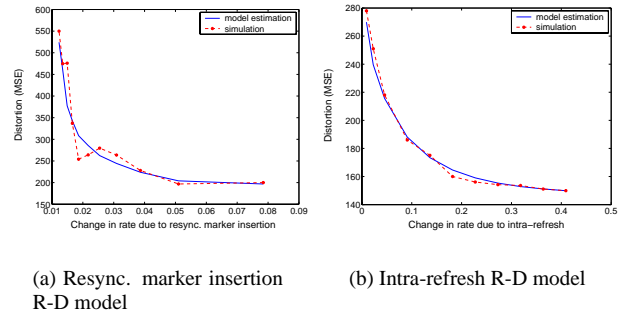 600
550
500
450
400
350
300
250
200
150
0.01 0.02 0.03 0.04 0.05 0.06 0.07 0.08 0.09
Distortion (MSE)
Change in rate due to resync. marker insertion
model estimation
simulation
280
260
240
220
200
180
160
140
0 0.1 0.2 0.3 0.4 0.5
Distortion (MSE)
Change in rate due to intra−refresh
model estimation
simulation
(a) Resync. marker insertion
R-D model
(b) Intra-refresh R-D model